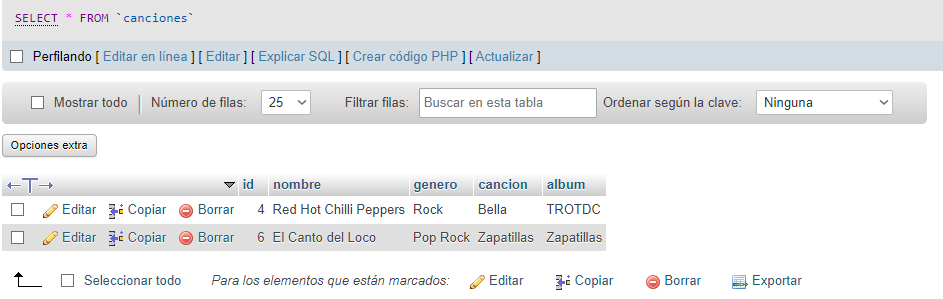 SELECT * FROM `canciones`
Perfilando [ Editar en línea ] [ Editar ] [ Explicar SQL ] [ Crear código PHP ] [ Actualizar ]
Mostrar todo Número de filas: 25 Filtrar filas: Buscar en esta tabla Ordenar según la clave: Ninguna
Opciones extra
←T→ id nombre genero cancion album
Editar Copiar Borrar 4 Red Hot Chilli Peppers Rock Bella TROTDC
Editar Copiar Borrar 6 El Canto del Loco Pop Rock Zapatillas Zapatillas
Seleccionar todo Para los elementos que están marcados: Editar Copiar Borrar Exportar